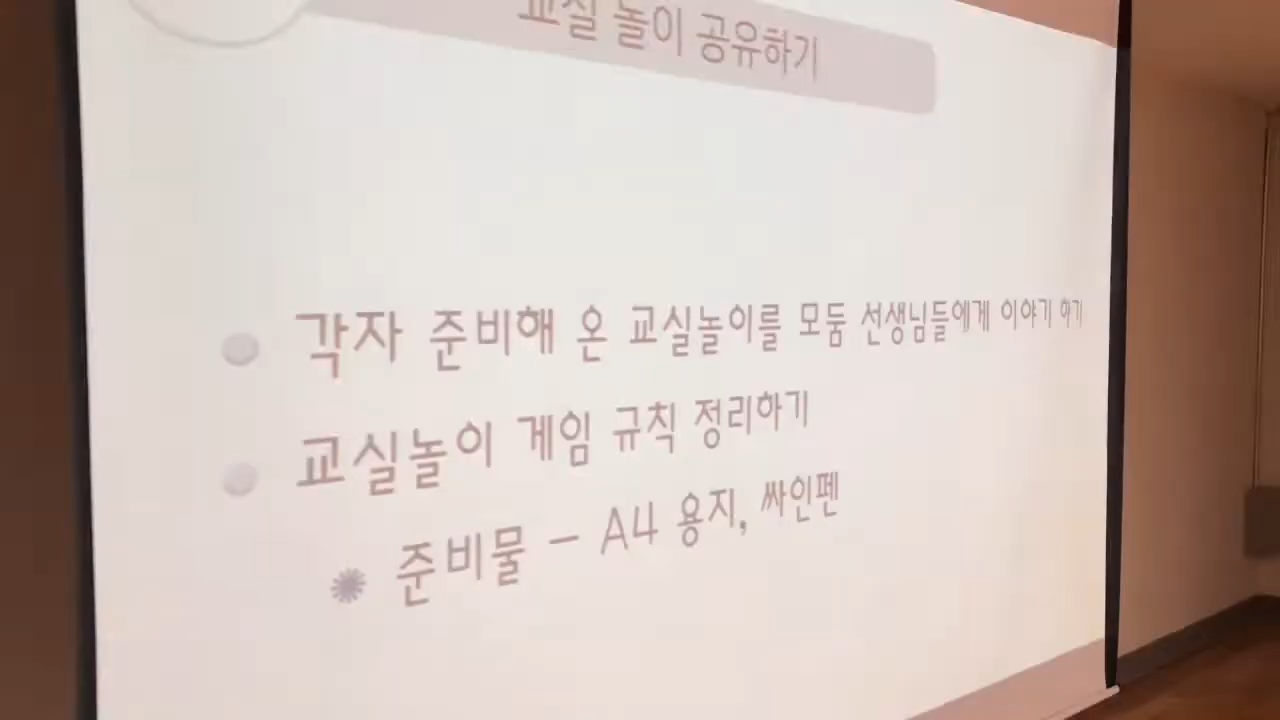 교실 놀이 공유하기
각자 준비해 온 교실놀이를 모둠 선생님들에게 이야기 하기
교실놀이 게임 규칙 정리하기
준비물 - A4 용지, 싸인펜